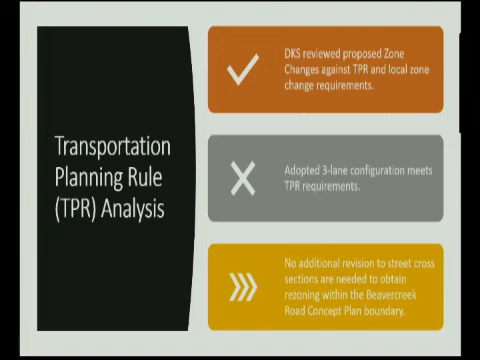 Transportation
Planning Rule
(TPR) Analysis
DKS reviewed proposed Zone
Changes against TPR and local zone
change requirements.
Adopted 3-lane configuration meets
TPR requirements.
No additional revision to street cross
sections are needed to obtain
rezoning within the Beavercreek
Road Concept Plan boundary.